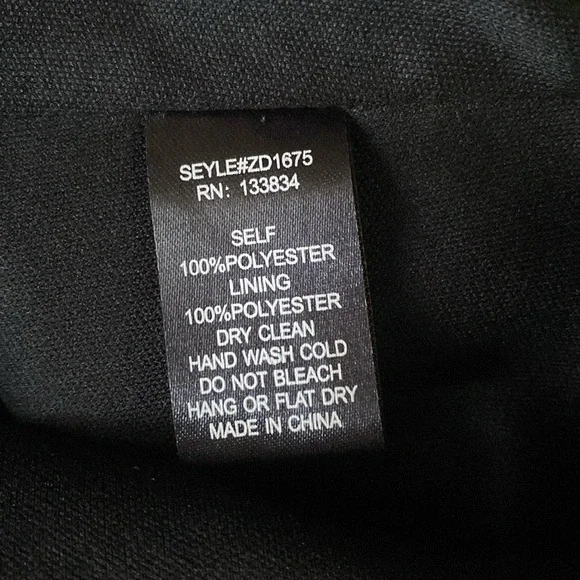 SEYLE#ZD1675
RN: 133834
SELF
100%POLYESTER
LINING
100%POLYESTER
DRY CLEAN
HAND WASH COLD
DO NOT BLEACH
HANG OR FLAT DRY
MADE IN CHINA